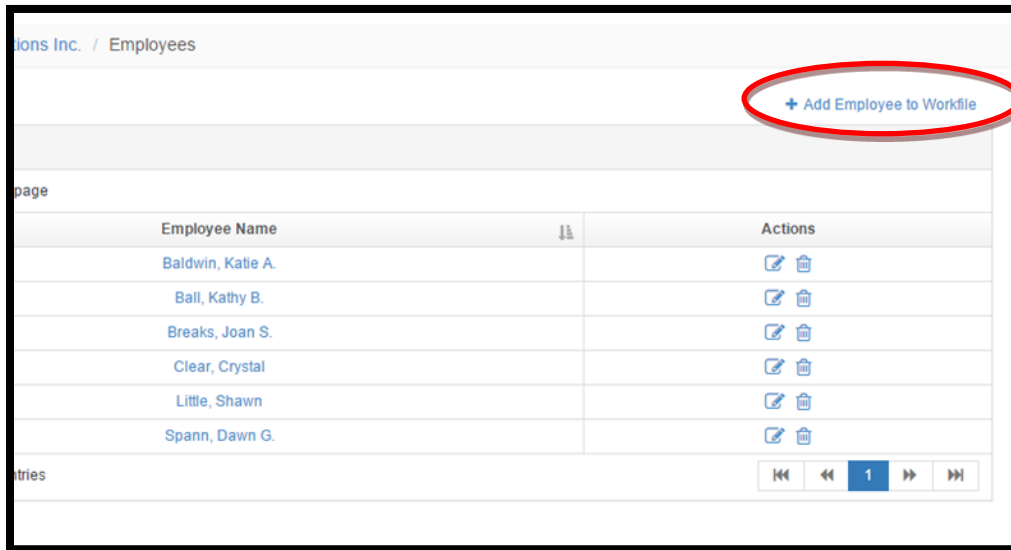 tions Inc. / Employees
+ Add Employee to Workfile
page
Employee Name Actions
Baldwin, Katie A.
Ball, Kathy B.
Breaks, Joan S.
Clear, Crystal
Little, Shawn
Spann, Dawn G.
ntries 1